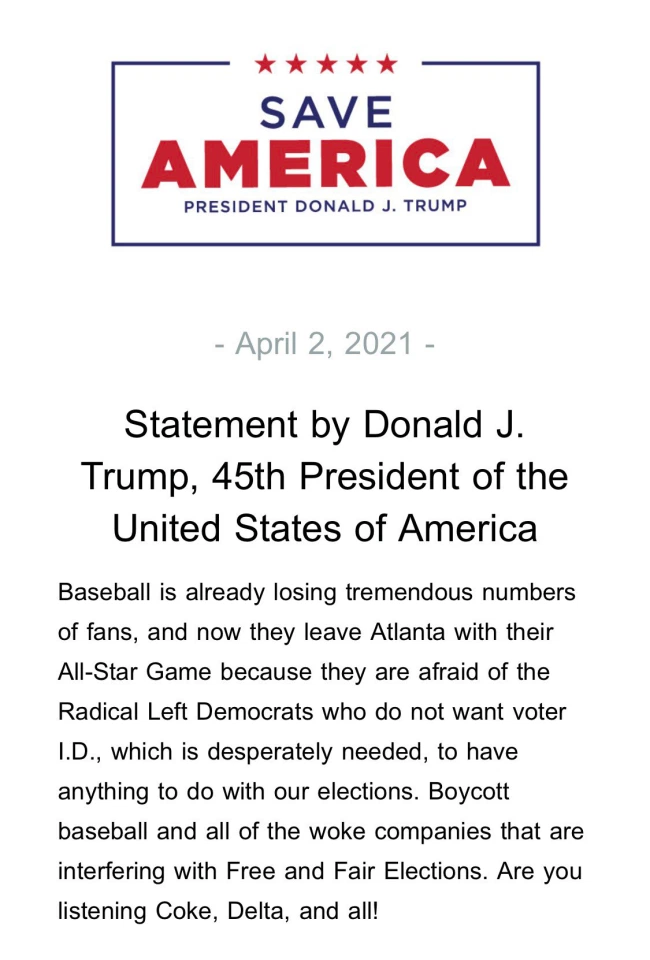 SAVE
AMERICA
PRESIDENT DONALD J. TRUMP
- April 2, 2021 -
Statement by Donald J.
Trump, 45th President of the
United States of America
Baseball is already losing tremendous numbers
of fans, and now they leave Atlanta with their
All-Star Game because they are afraid of the
Radical Left Democrats who do not want voter
I.D., which is desperately needed, to have
anything to do with our elections. Boycott
baseball and all of the woke companies that are
interfering with Free and Fair Elections. Are you
listening Coke, Delta, and all!